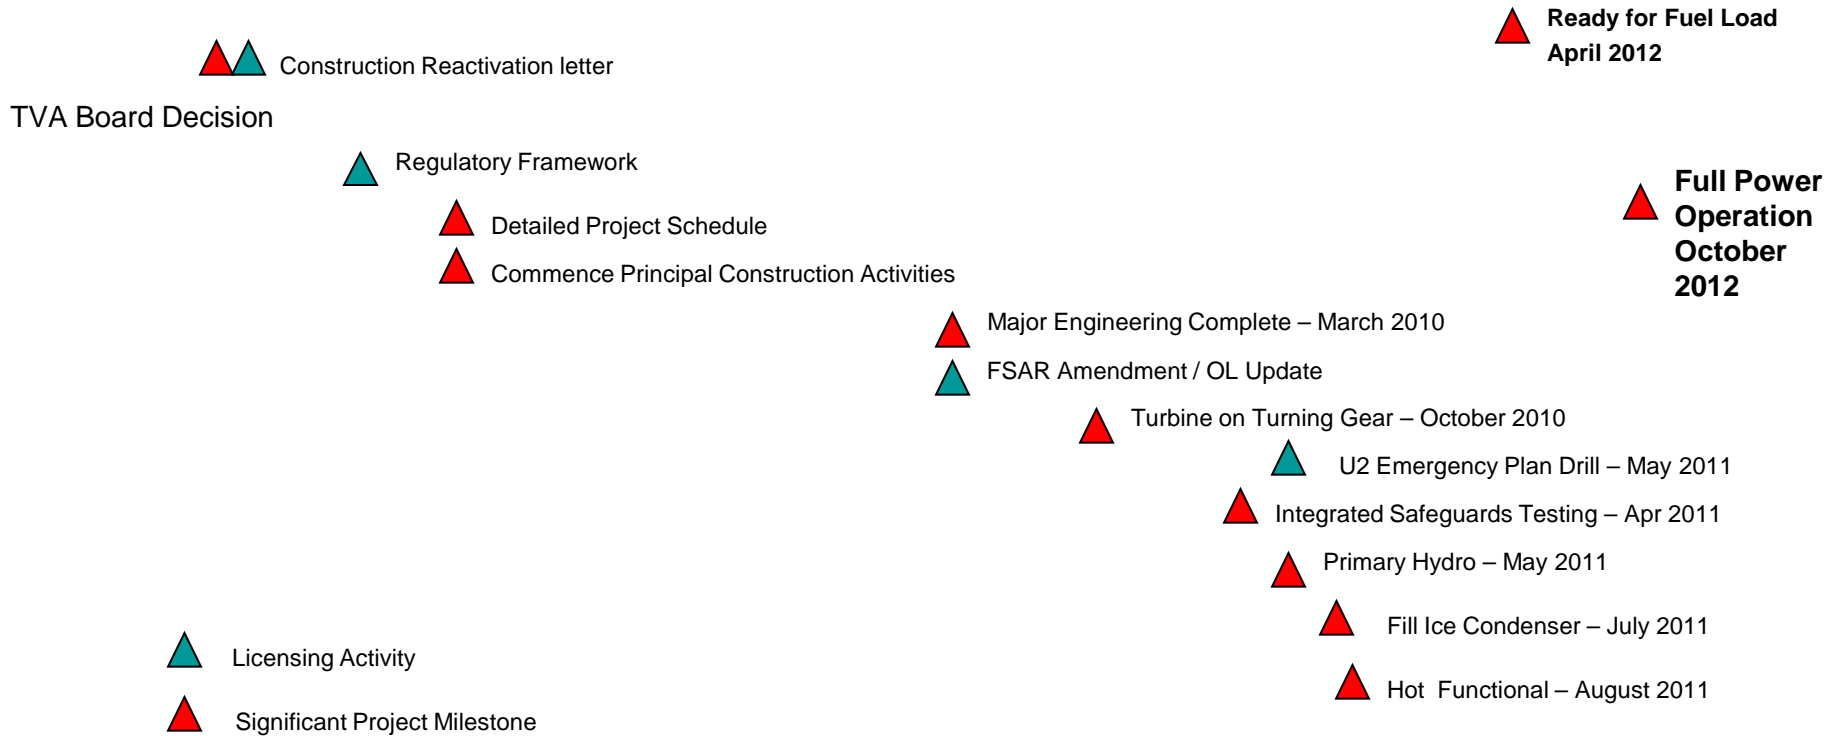 Ready for Fuel Load
April 2012
Construction Reactivation letter
TVA Board Decision
Regulatory Framework
Full Power
Operation
October
2012
Detailed Project Schedule
Commence Principal Construction Activities
Major Engineering Complete – March 2010
FSAR Amendment / OL Update
Turbine on Turning Gear – October 2010
U2 Emergency Plan Drill – May 2011
Integrated Safeguards Testing – Apr 2011
Primary Hydro – May 2011
Fill Ice Condenser – July 2011
Licensing Activity
Hot Functional – August 2011
Significant Project Milestone